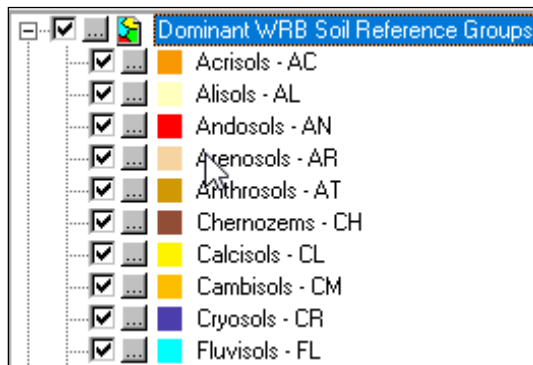 Dominant WRB Soil Reference Groups
Acrisols - AC
Alisols - AL
Andosols - AN
Arenosols - AR
Anthrosols - AT
Chernozems - CH
Calcisols - CL
Cambisols - CM
Cryosols - CR
Fluvisols - FL